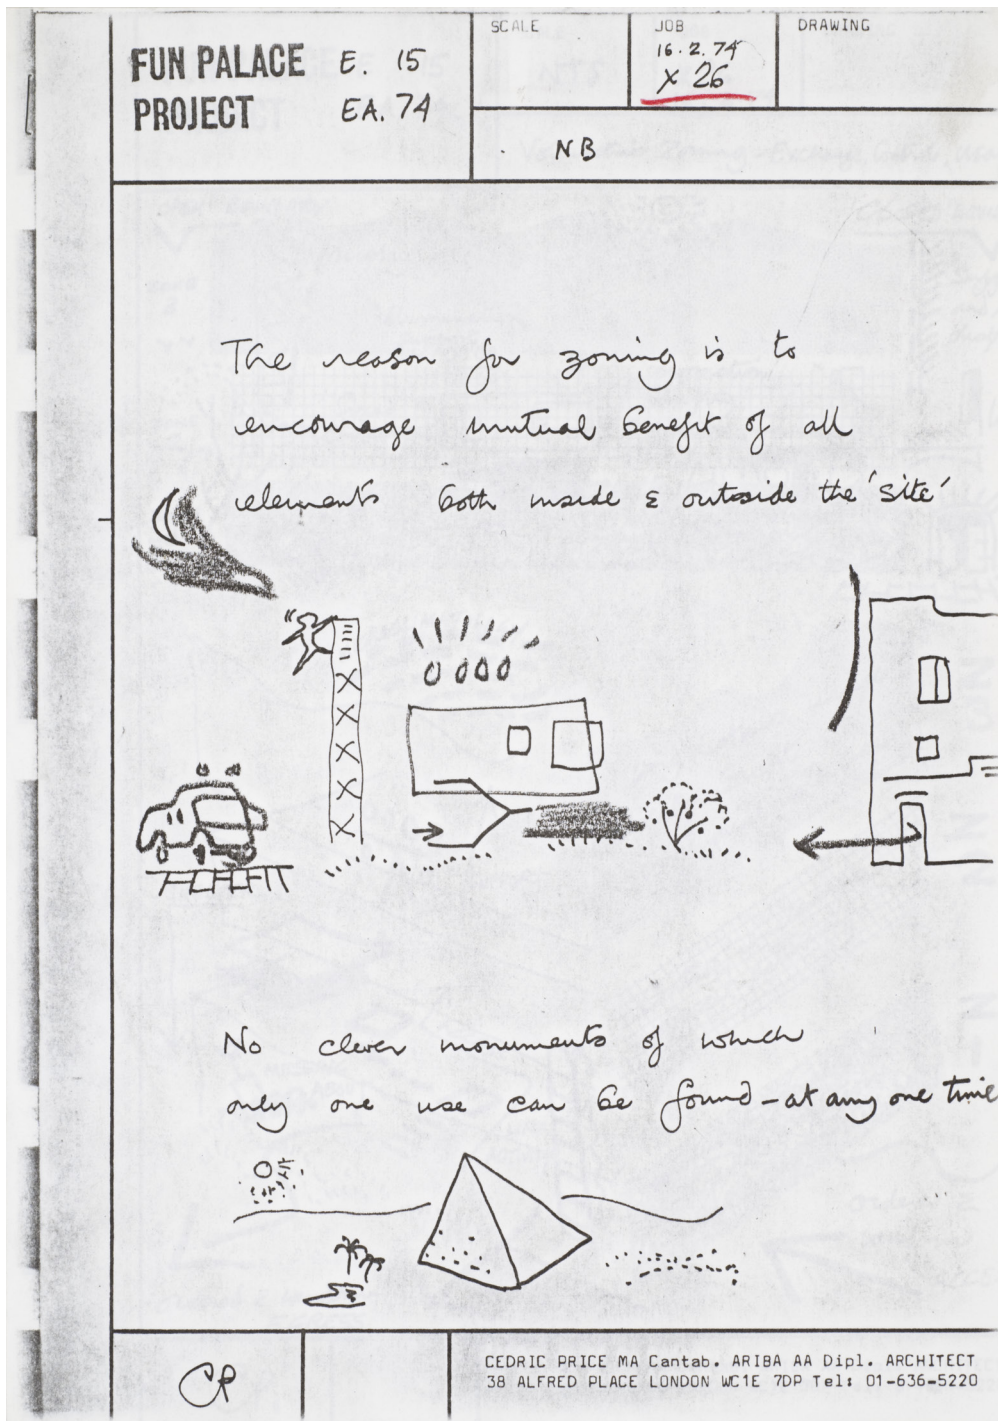 FUN PALACE E. 15
PROJECT EA. 74
SCALE
JOB
16.2.74
X 26
DRAWING
NB
The reason for zoning is to
encourage mutual benefit of all
elements both inside & outside the 'site'
No clever monuments of which
only one use can be found – at any one time
CP
CEDRIC PRICE MA Cantab. ARIBA AA Dipl. ARCHITECT
38 ALFRED PLACE LONDON WC1E 7DP Tel: 01-636-5220